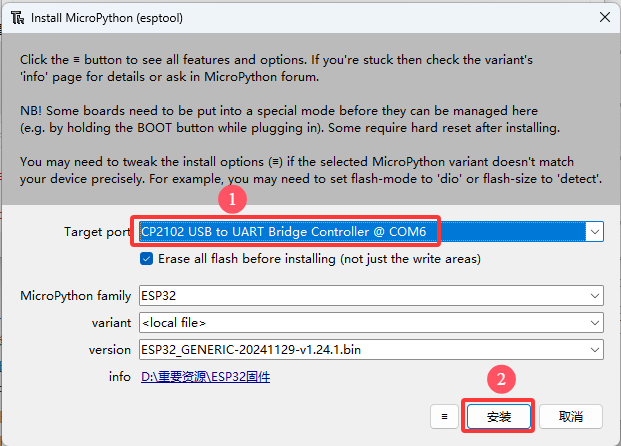 Install MicroPython (esptool)
Click the ≡ button to see all features and options. If you're stuck then check the variant's
'info' page for details or ask in MicroPython forum.
NB! Some boards need to be put into a special mode before they can be managed here
(e.g. by holding the BOOT button while plugging in). Some require hard reset after installing.
You may need to tweak the install options (≡) if the selected MicroPython variant doesn't match
your device precisely. For example, you may need to set flash-mode to 'dio' or flash-size to 'detect'.
1
Target port CP2102 USB to UART Bridge Controller @ COM6
Erase all flash before installing (not just the write areas)
MicroPython family ESP32
variant <local file>
version ESP32_GENERIC-20241129-v1.24.1.bin
info D:\重要资源\ESP32固件
2
≡ 安装 取消